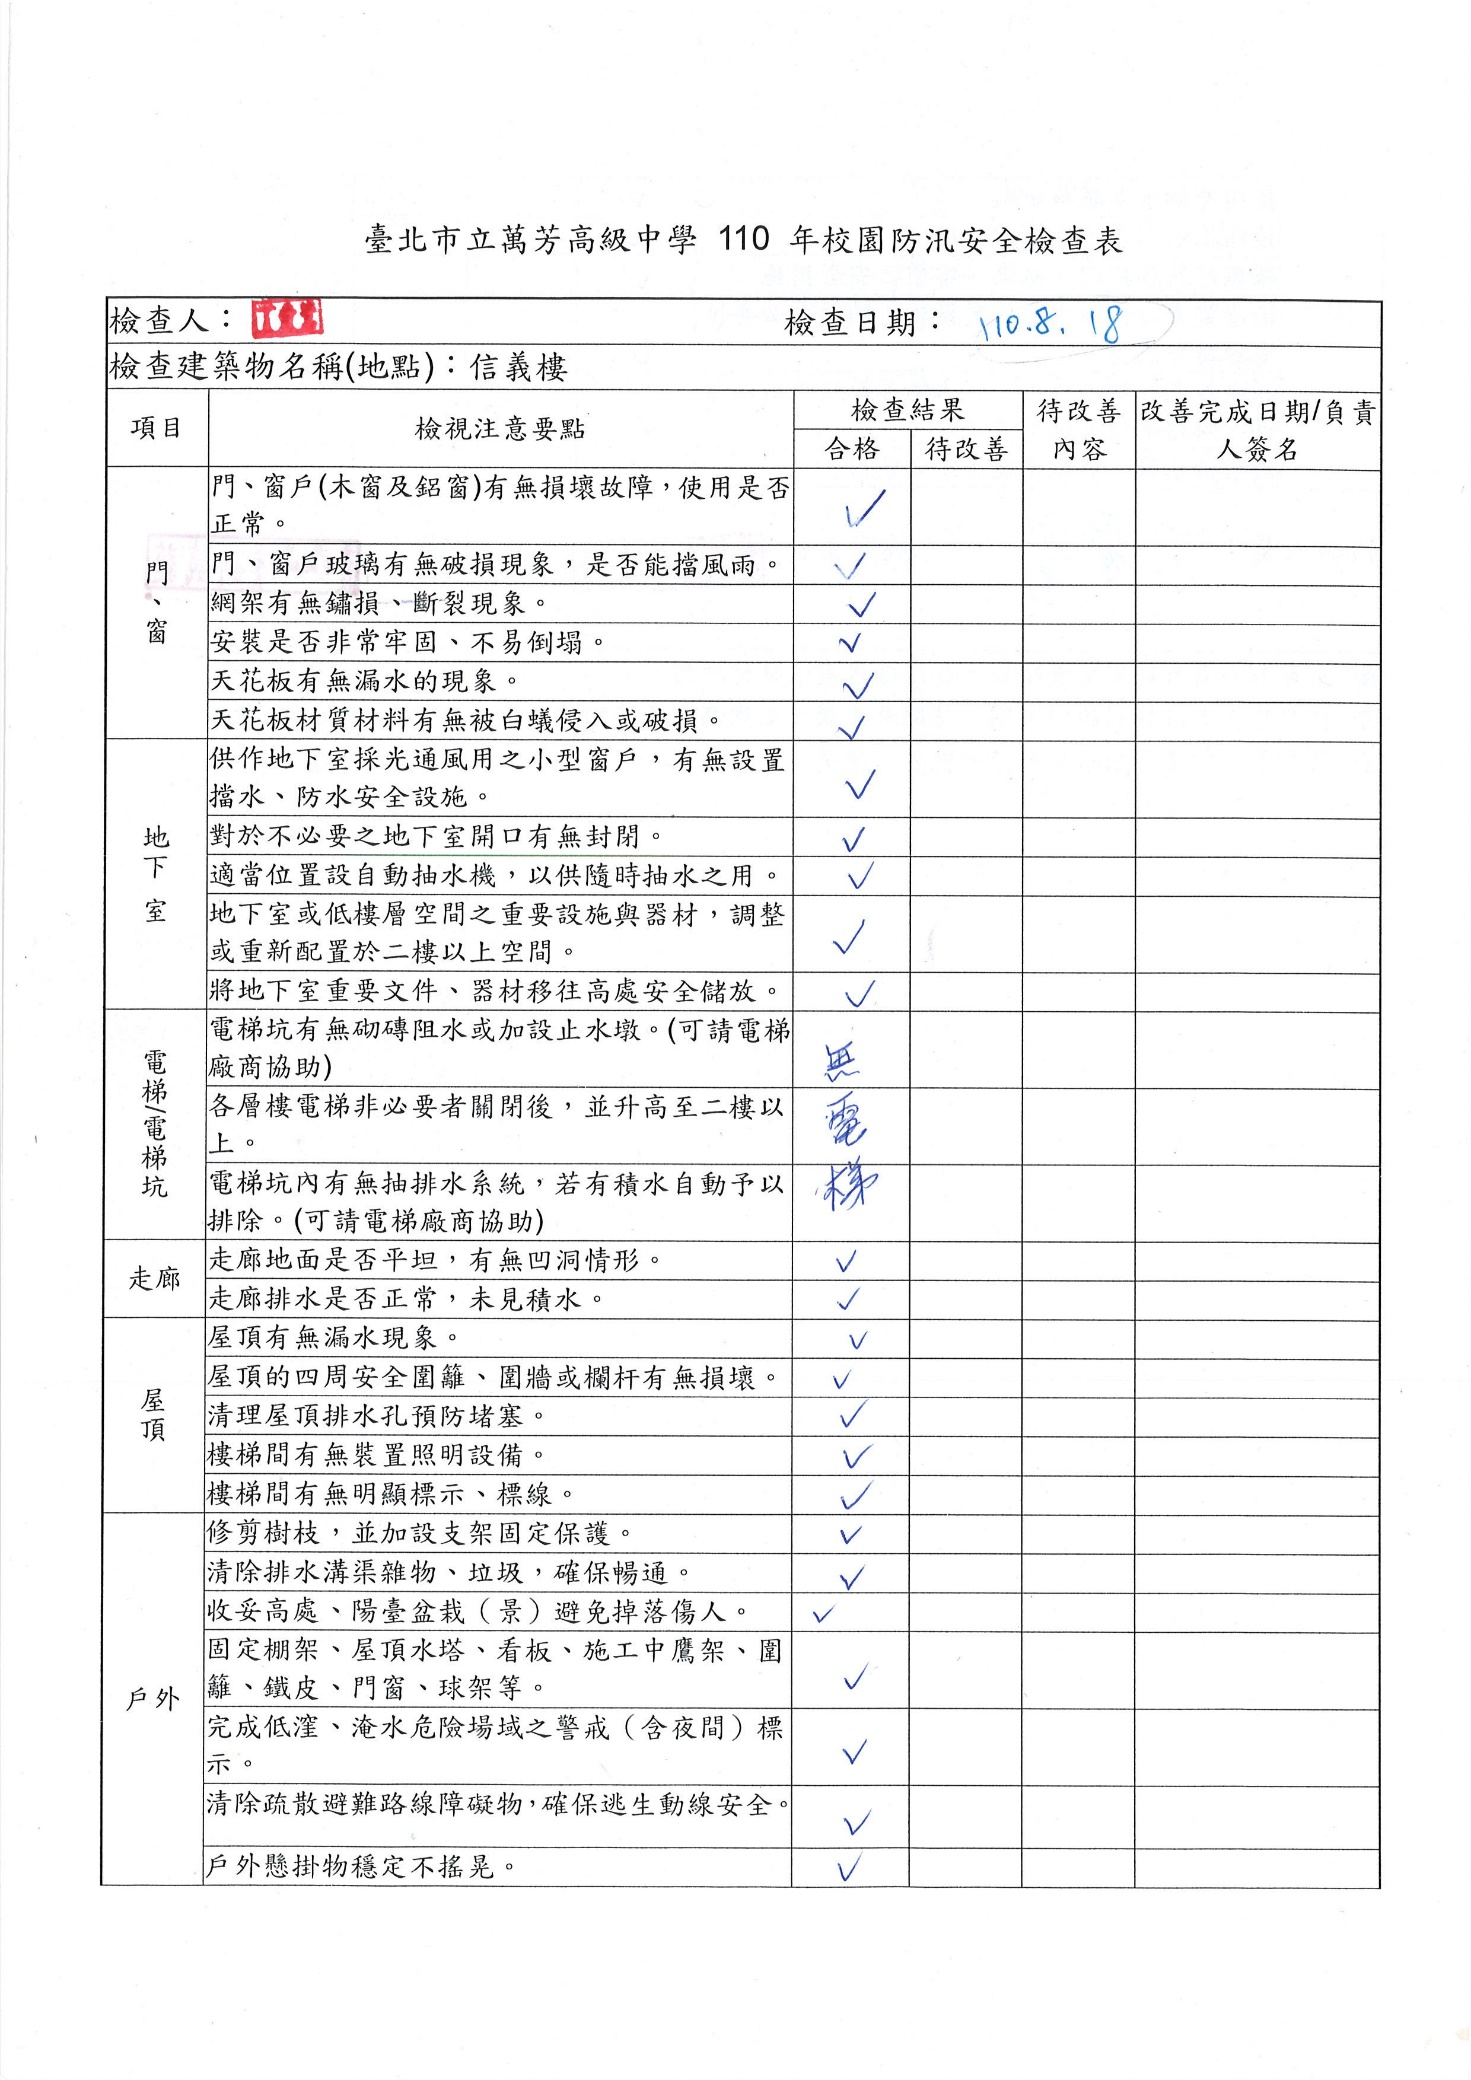 臺北市立萬芳高級中學 110 年校園防汛安全檢查表
檢查人： 檢查日期：110.8.18
檢查建築物名稱(地點)：信義樓
項目 檢視注意要點 檢查結果 待改善內容 改善完成日期/負責人簽名
合格 待改善
門、窗
門、窗戶(木窗及鋁窗)有無損壞故障，使用是否
正常。 ✓
門、窗戶玻璃有無破損現象，是否能擋風雨。 ✓
網架有無鏽損、斷裂現象。 ✓
安裝是否非常牢固、不易倒塌。 ✓
天花板有無漏水的現象。 ✓
天花板材質材料有無被白蟻侵入或破損。 ✓
地下室
供作地下室採光通風用之小型窗戶，有無設置
擋水、防水安全設施。 ✓
對於不必要之地下室開口有無封閉。 ✓
適當位置設自動抽水機，以供隨時抽水之用。 ✓
地下室或低樓層空間之重要設施與器材，調整
或重新配置於二樓以上空間。 ✓
將地下室重要文件、器材移往高處安全儲放。 ✓
電梯/電梯坑
電梯坑有無砌磚阻水或加設止水墩。(可請電梯
廠商協助) 無
各層樓電梯非必要者關閉後，並升高至二樓以
上。 電
電梯坑內有無抽排水系統，若有積水自動予以
排除。(可請電梯廠商協助) 梯
走廊
走廊地面是否平坦，有無凹洞情形。 ✓
走廊排水是否正常，未見積水。 ✓
屋頂
屋頂有無漏水現象。 ✓
屋頂的四周安全圍籬、圍牆或欄杆有無損壞。 ✓
清理屋頂排水孔預防堵塞。 ✓
樓梯間有無裝置照明設備。 ✓
樓梯間有無明顯標示、標線。 ✓
戶外
修剪樹枝，並加設支架固定保護。 ✓
清除排水溝渠雜物、垃圾，確保暢通。 ✓
收妥高處、陽臺盆栽（景）避免掉落傷人。 ✓
固定棚架、屋頂水塔、看板、施工中鷹架、圍
籬、鐵皮、門窗、球架等。 ✓
完成低漥、淹水危險場域之警戒（含夜間）標
示。 ✓
清除疏散避難路線障礙物，確保逃生動線安全。 ✓
戶外懸掛物穩定不搖晃。 ✓